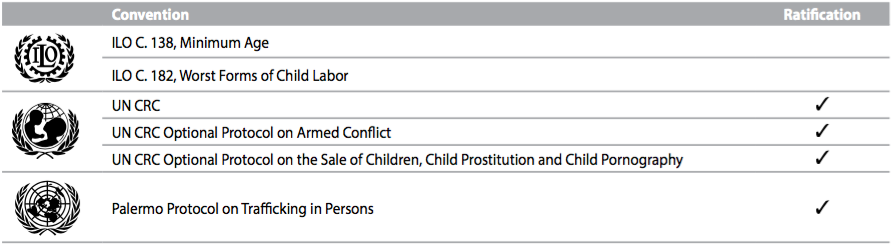 Convention Ratification
ILO
ILO C. 138, Minimum Age
ILO C. 182, Worst Forms of Child Labor
UN CRC ✓
UN CRC Optional Protocol on Armed Conflict ✓
UN CRC Optional Protocol on the Sale of Children, Child Prostitution and Child Pornography ✓
Palermo Protocol on Trafficking in Persons ✓